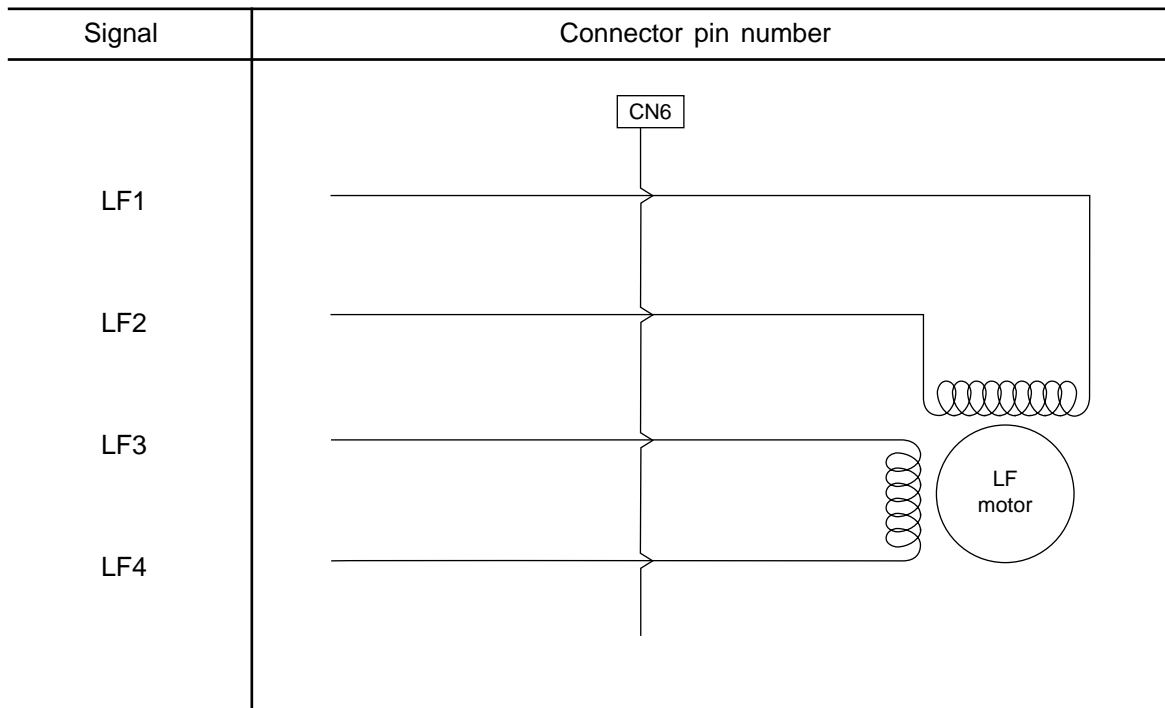 Signal Connector pin number
CN6
LF1
LF2
LF3
LF
motor
LF4